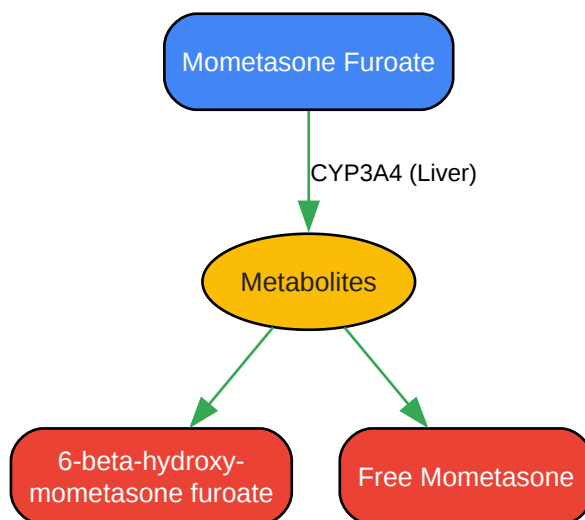 Mometasone Furoate
CYP3A4 (Liver)
Metabolites
6-beta-hydroxy-
mometasone furoate
Free Mometasone